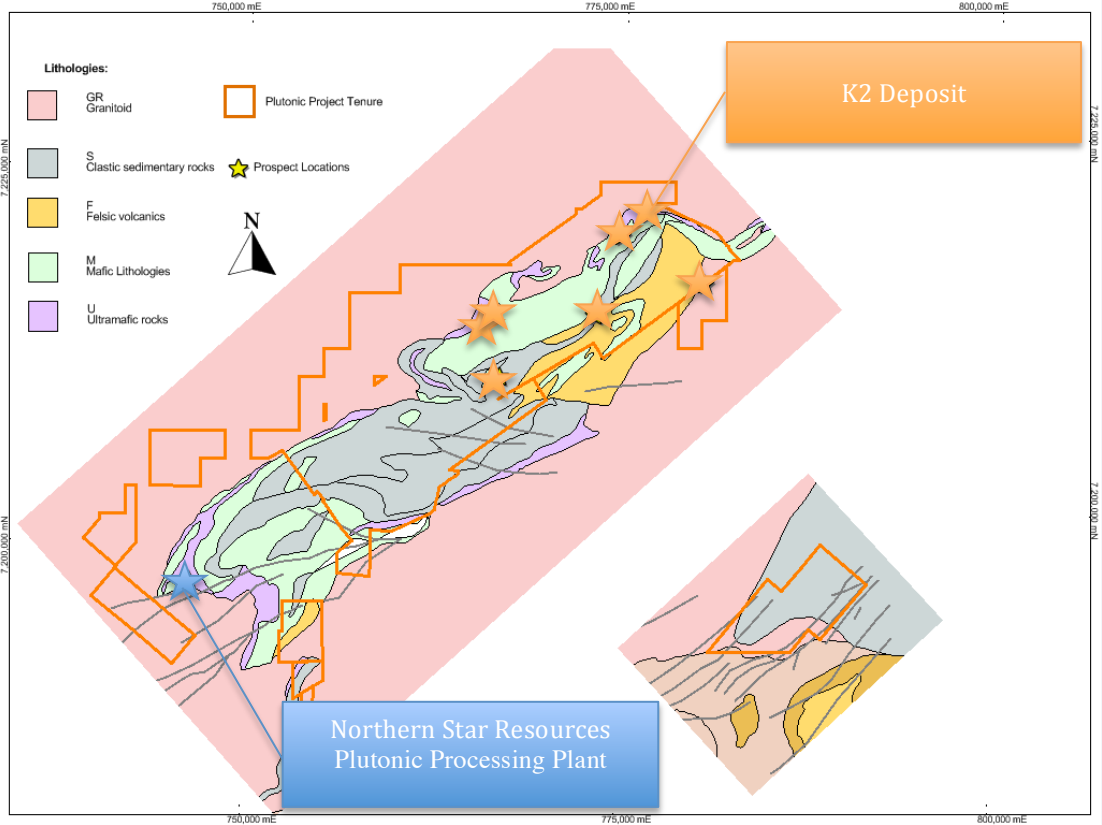 750,000 mE
775,000 mE
800,000 mE
Lithologies:
GR
Granitoid
Plutonic Project Tenure
S
Clastic sedimentary rocks
Prospect Locations
F
Felsic volcanics
N
M
Mafic Lithologies
U
Ultramafic rocks
K2 Deposit
7,225,000 mN
7,225,000 mN
7,200,000 mN
7,200,000 mN
Northern Star Resources
Plutonic Processing Plant
750,000 mE
775,000 mE
800,000 mE